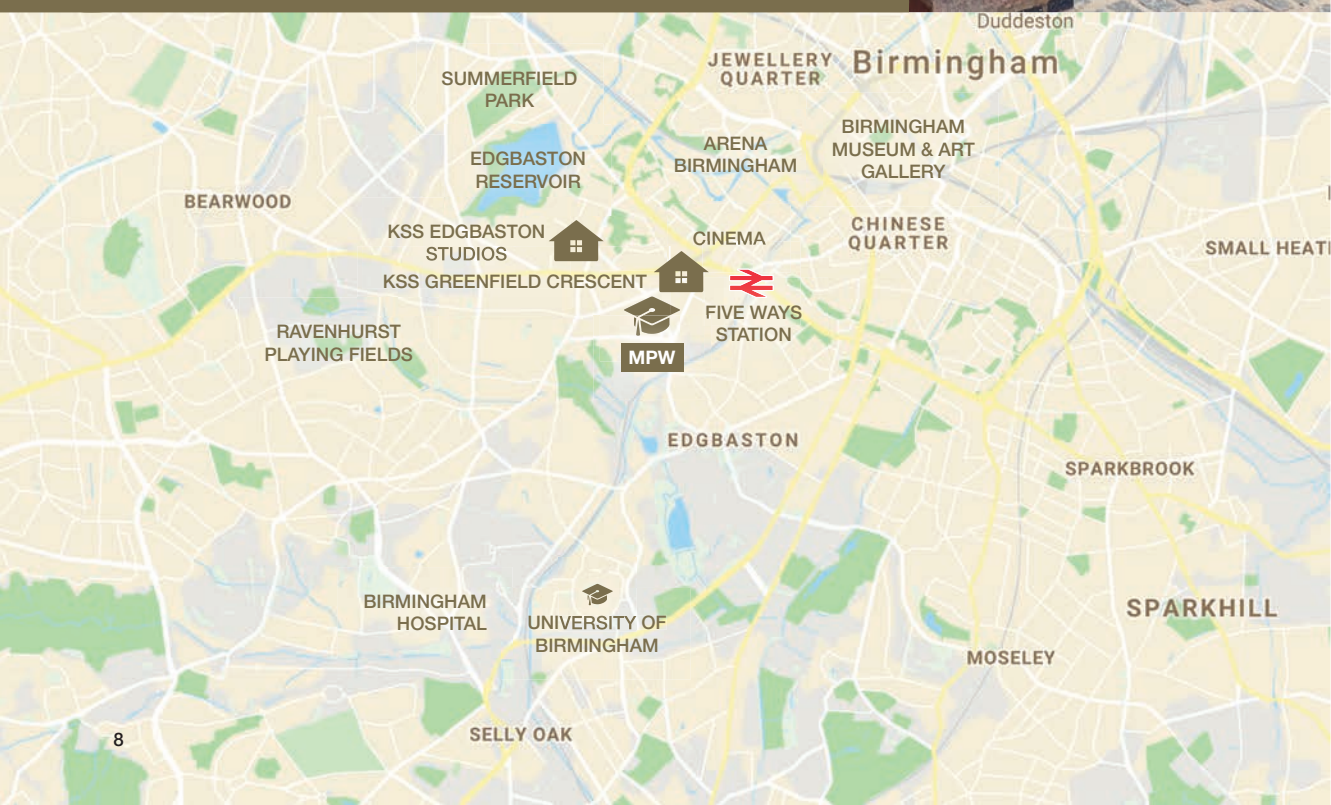 Duddeston
JEWELLERY
QUARTER
Birmingham
SUMMERFIELD
PARK
BIRMINGHAM
MUSEUM & ART
GALLERY
ARENA
BIRMINGHAM
EDGBASTON
RESERVOIR
BEARWOOD
KSS EDGBASTON
STUDIOS
CINEMA
CHINESE
QUARTER
SMALL HEAT
KSS GREENFIELD CRESCENT
FIVE WAYS
STATION
RAVENHURST
PLAYING FIELDS
MPW
EDGBASTON
SPARKBROOK
BIRMINGHAM
HOSPITAL
UNIVERSITY OF
BIRMINGHAM
SPARKHILL
MOSELEY
SELLY OAK
8